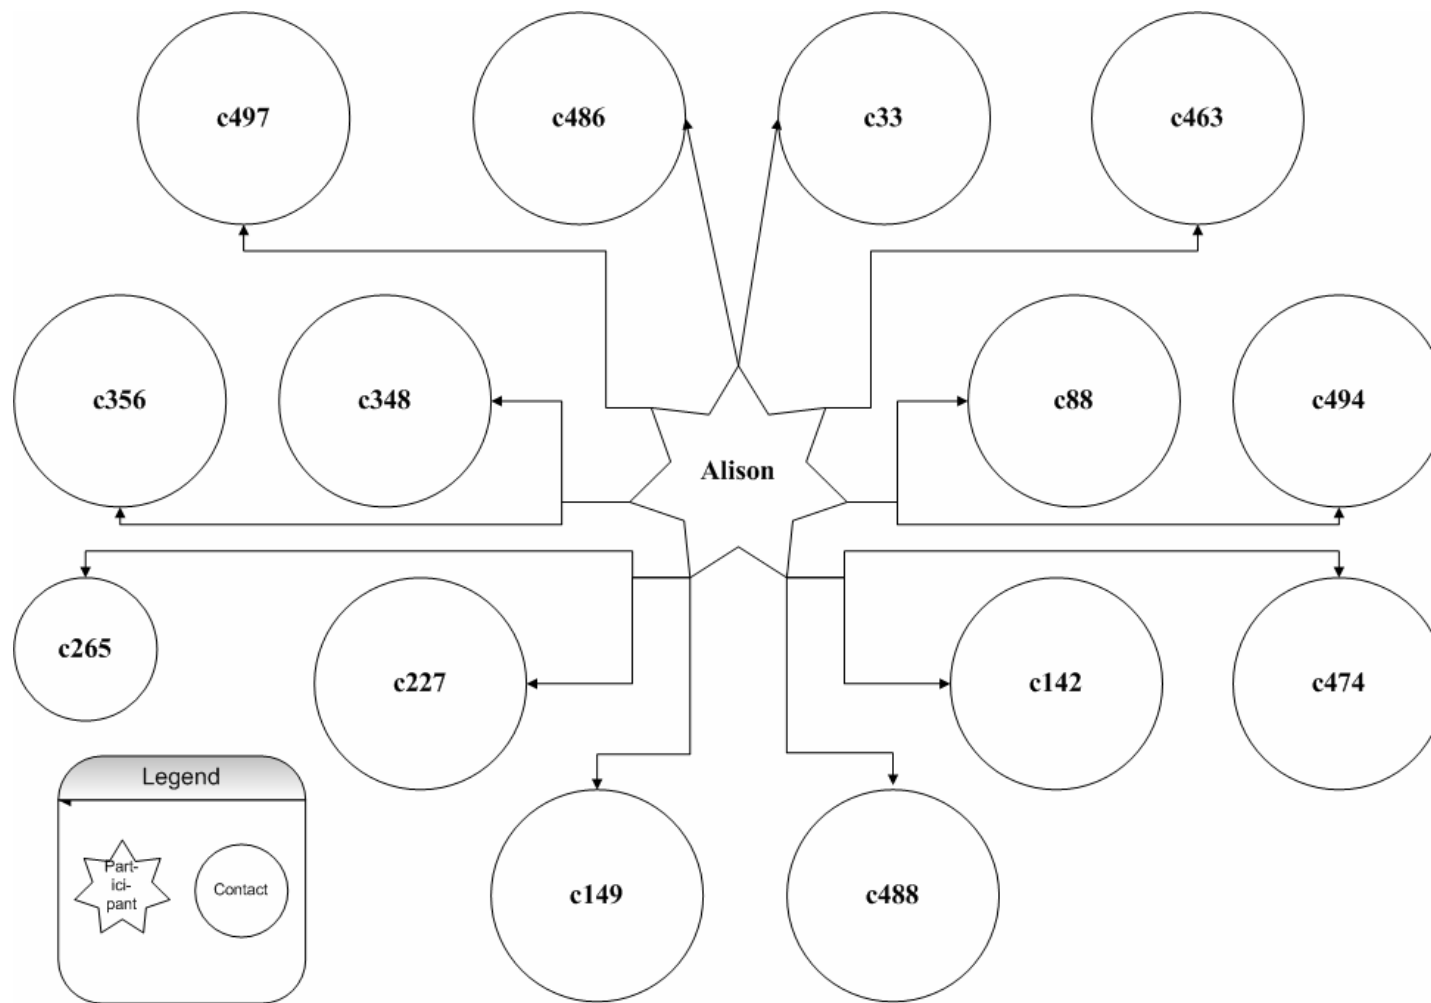 c497
c486
c33
c463
c356
c348
c88
c494
Alison
c265
c227
c142
c474
Legend
Part-
ici-
pant
Contact
c149
c488